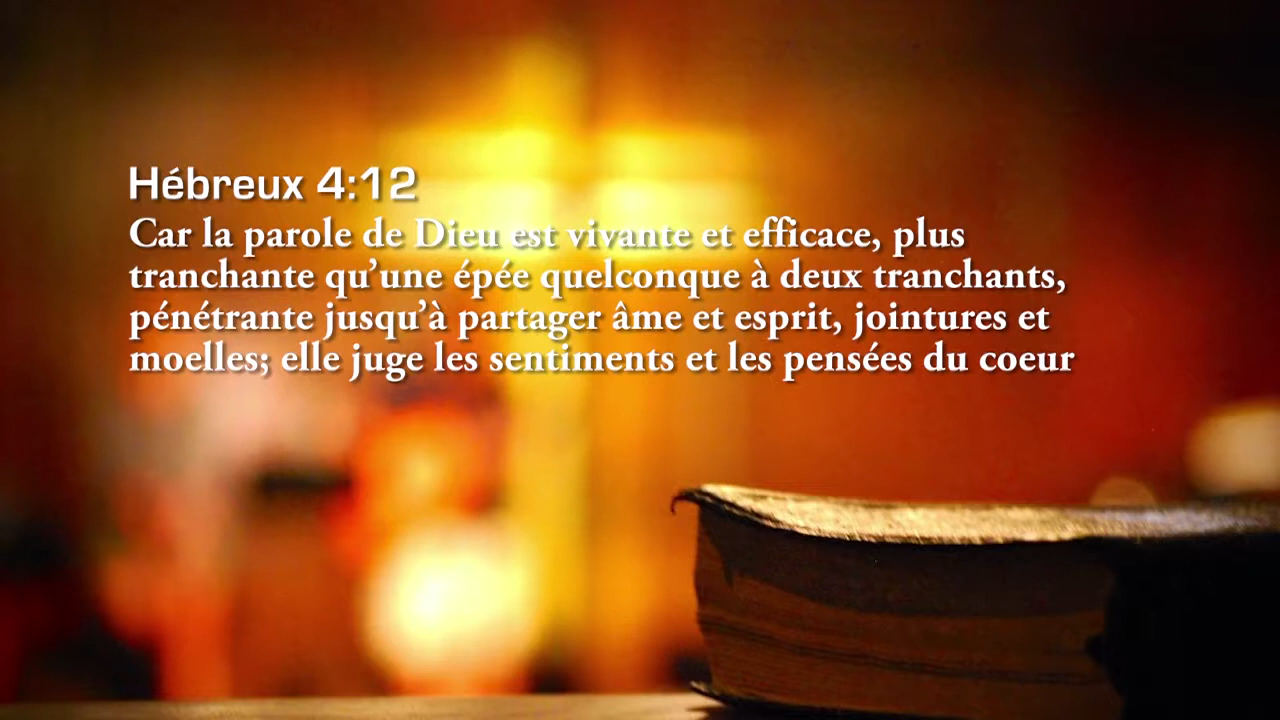 Hébreux 4:12
Car la parole de Dieu est vivante et efficace, plus
tranchante qu’une épée quelconque à deux tranchants,
pénétrante jusqu’à partager âme et esprit, jointures et
moelles; elle juge les sentiments et les pensées du coeur